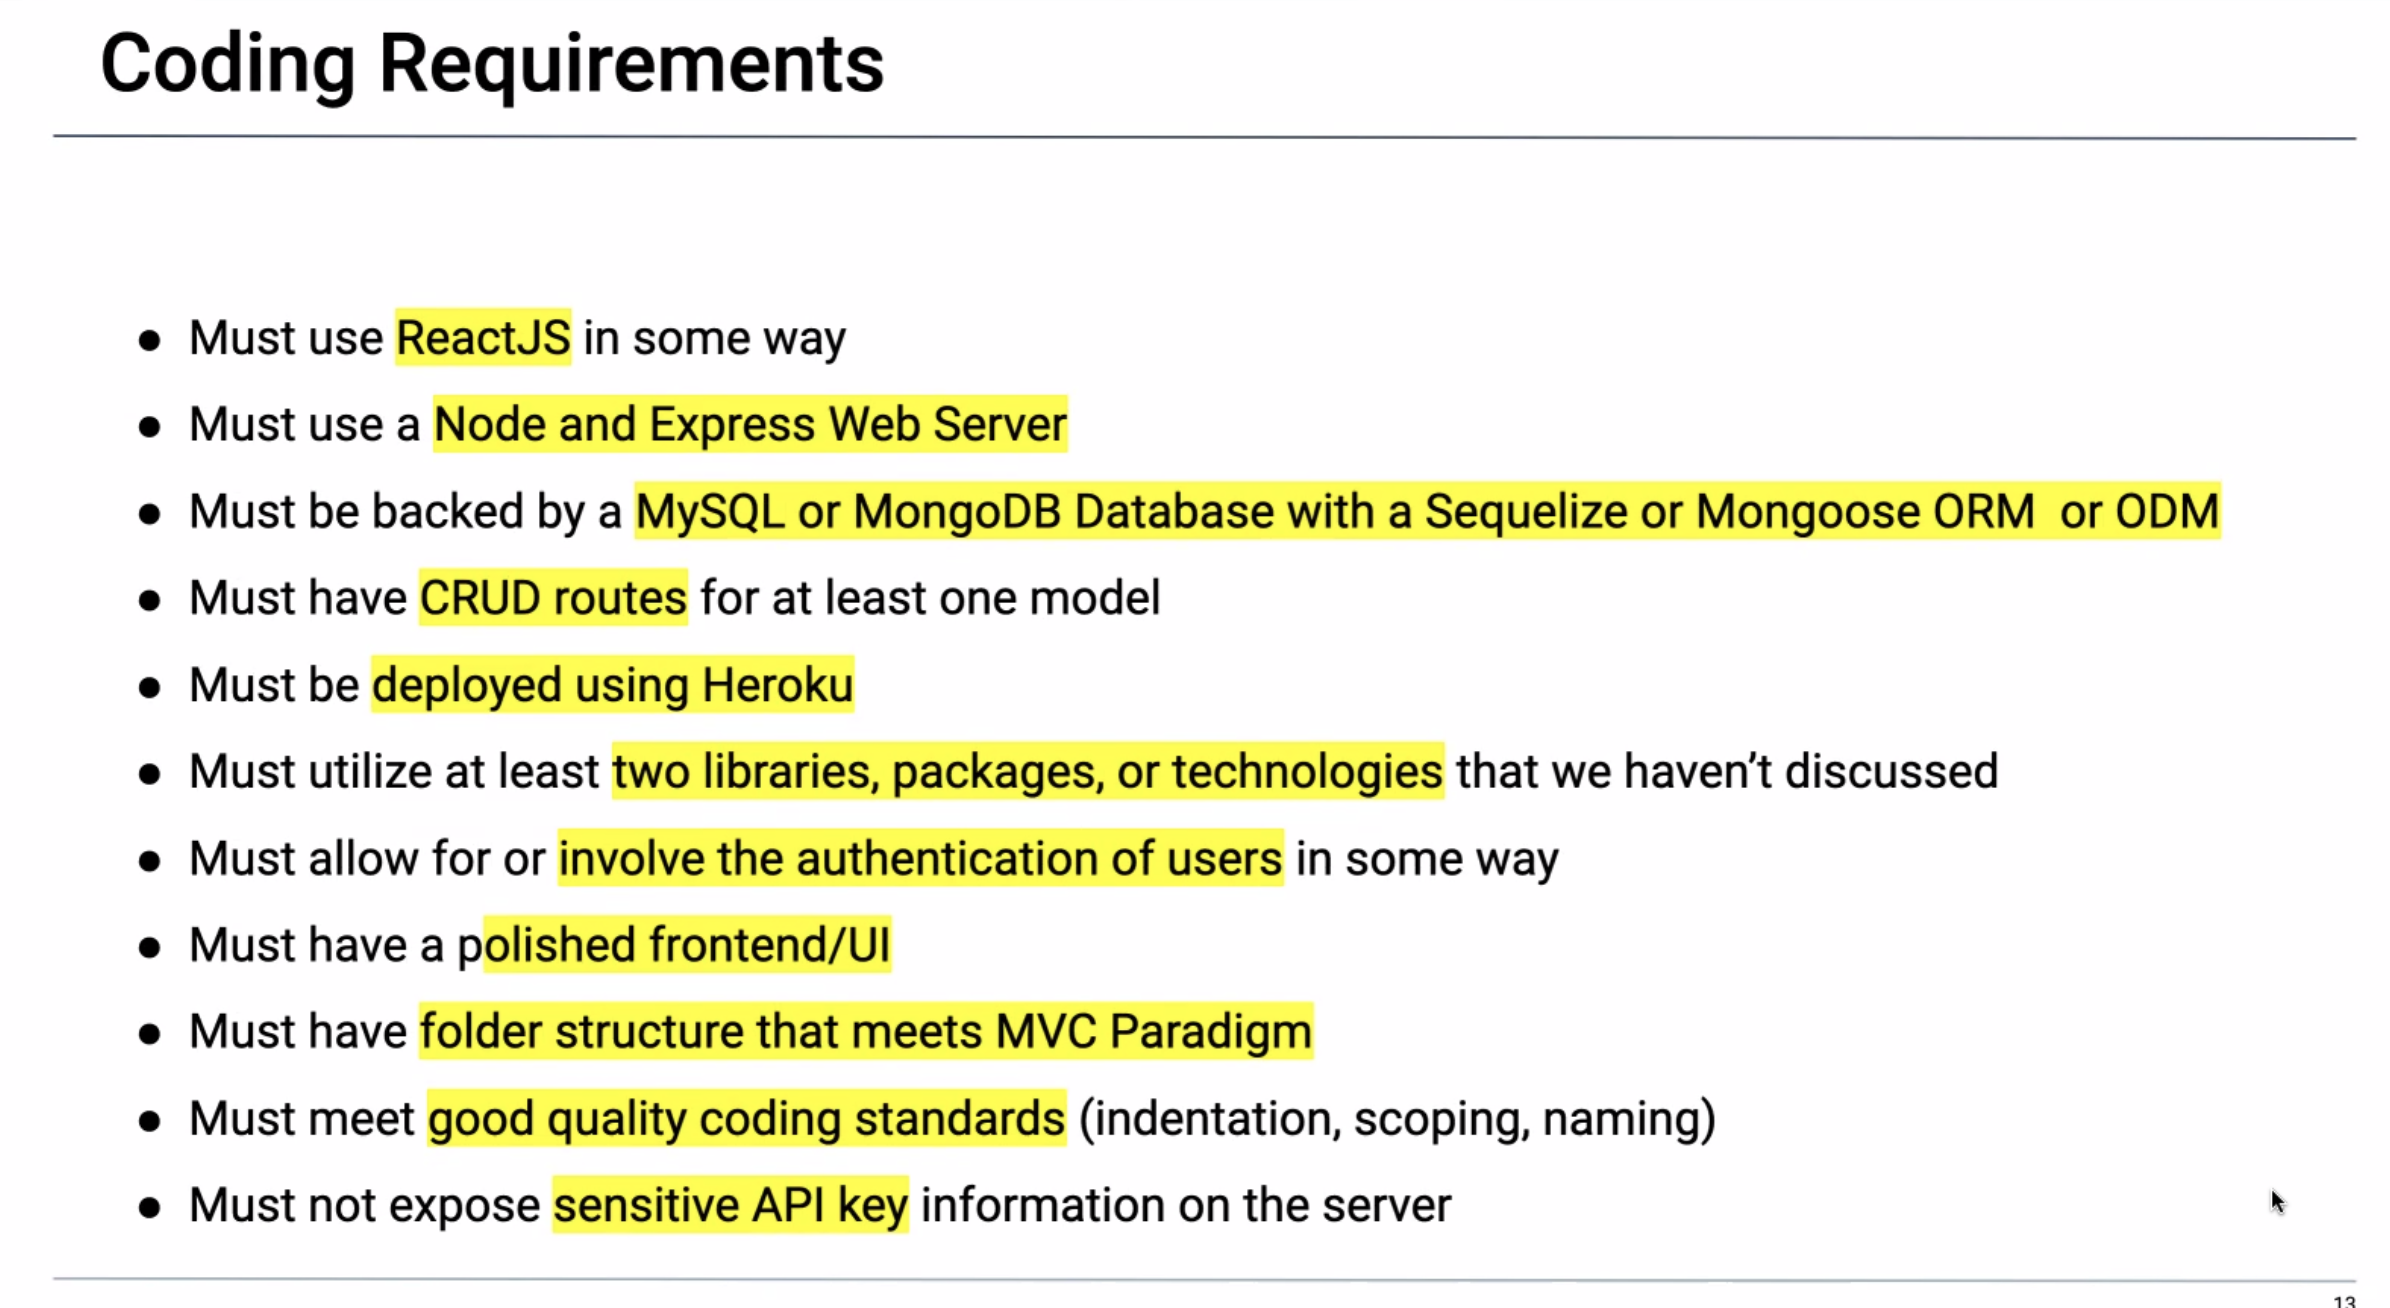 Coding Requirements
● Must use ReactJS in some way
● Must use a Node and Express Web Server
● Must be backed by a MySQL or MongoDB Database with a Sequelize or Mongoose ORM  or ODM
● Must have CRUD routes for at least one model
● Must be deployed using Heroku
● Must utilize at least two libraries, packages, or technologies that we haven’t discussed
● Must allow for or involve the authentication of users in some way
● Must have a polished frontend/UI
● Must have folder structure that meets MVC Paradigm
● Must meet good quality coding standards (indentation, scoping, naming)
● Must not expose sensitive API key information on the server
13